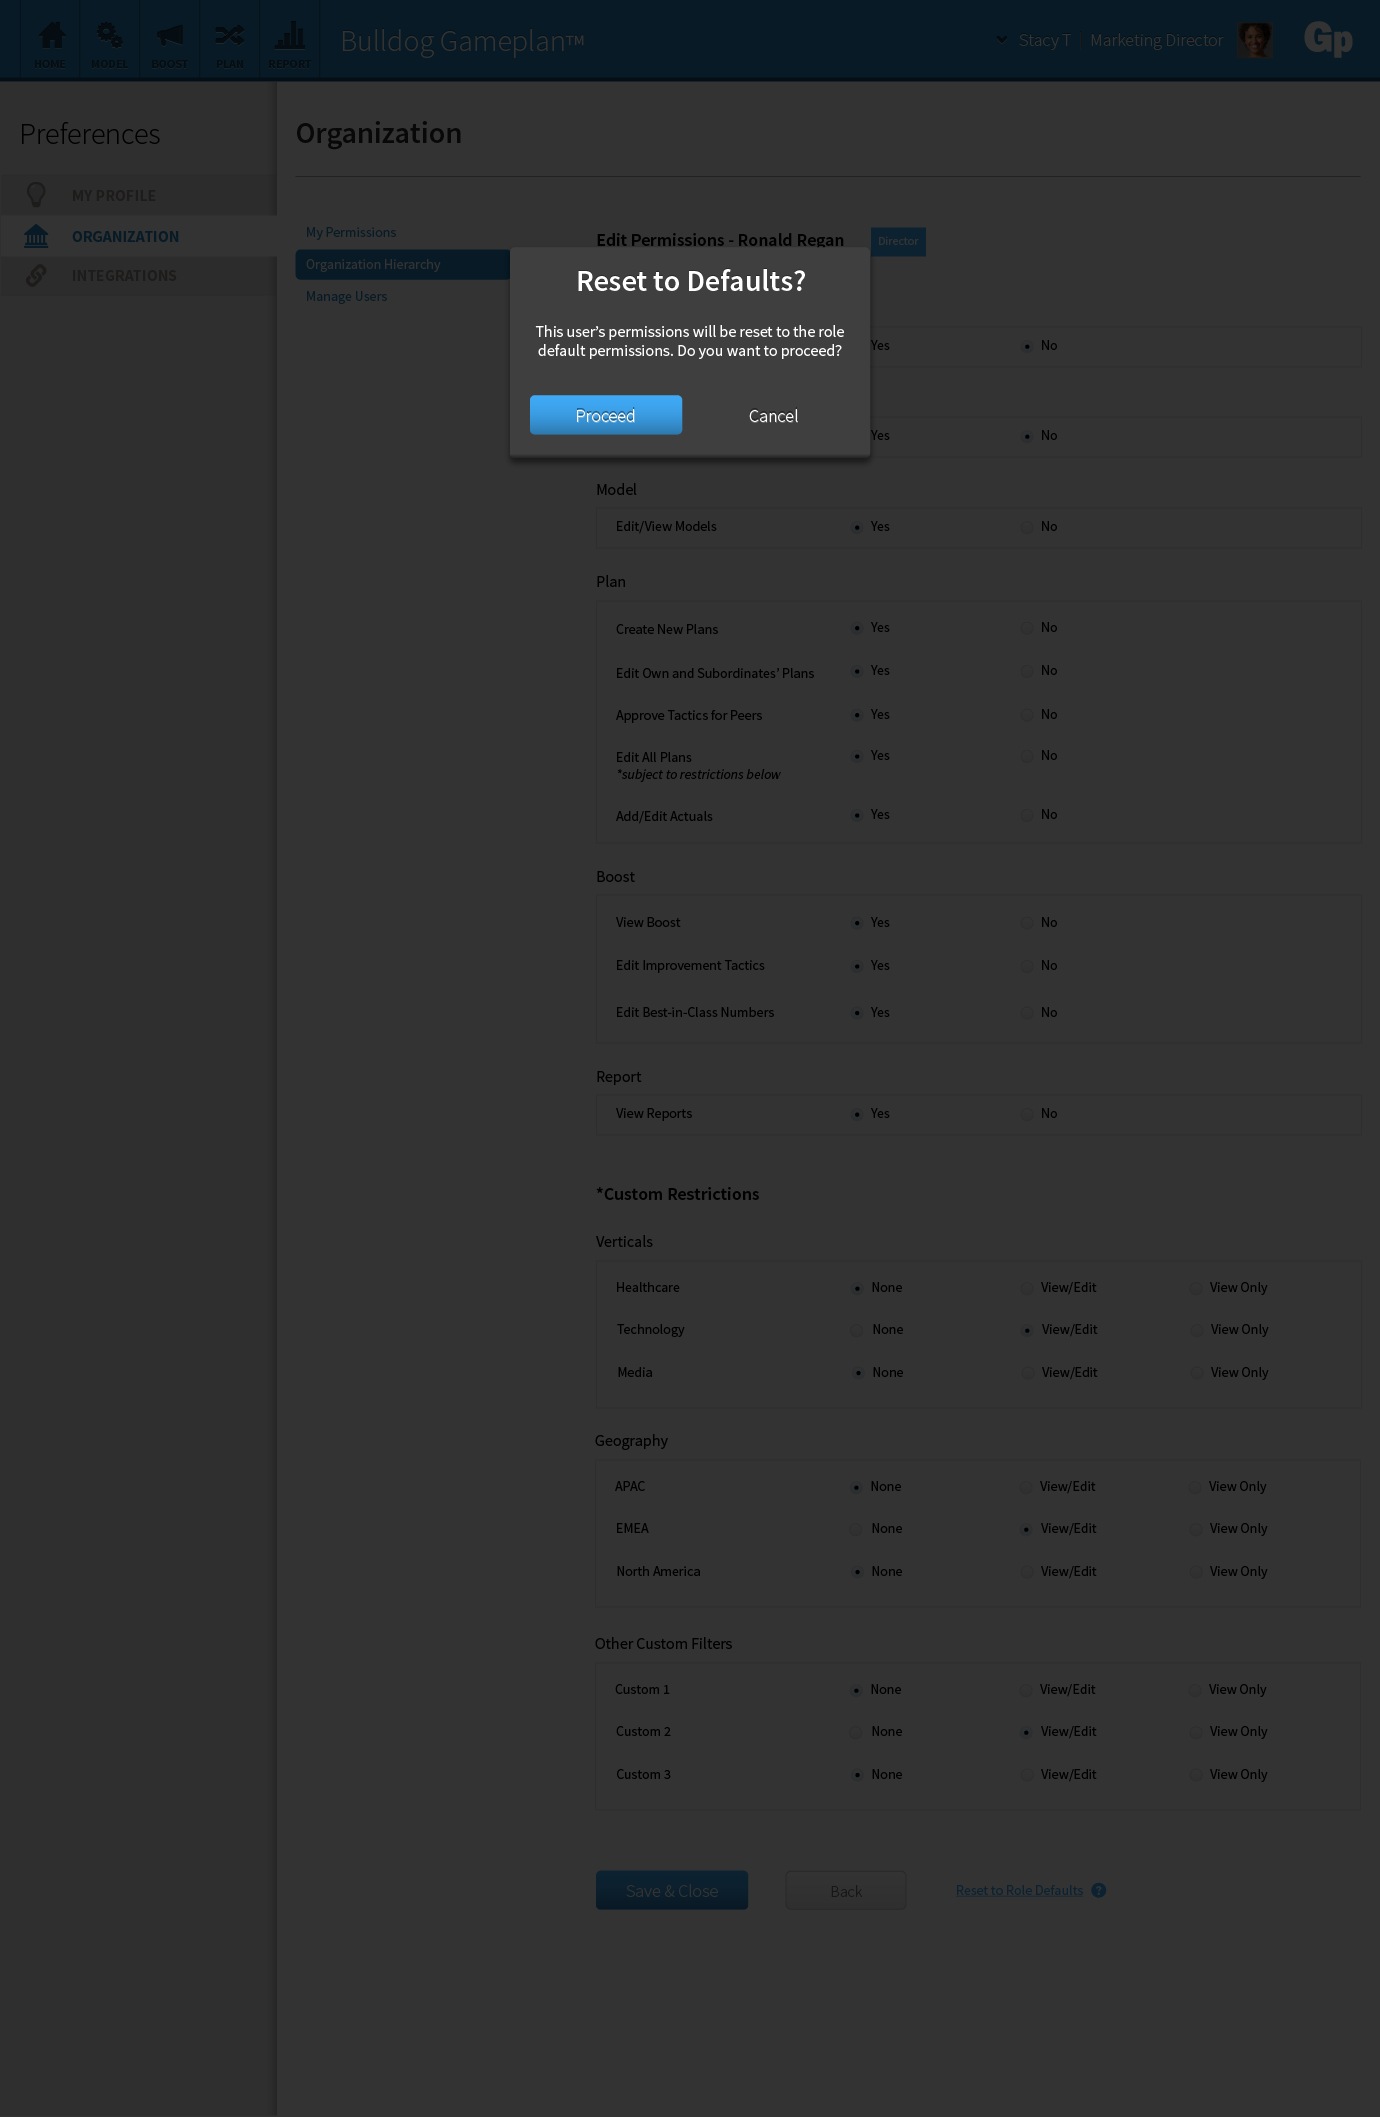 HOME
MODEL
BOOST
PLAN
REPORT
Bulldog Gameplan™
Stacy T | Marketing Director
Gp
Preferences
Organization
MY PROFILE
ORGANIZATION
INTEGRATIONS
My Permissions
Organization Hierarchy
Manage Users
Edit Permissions - Ronald Regan
Director
Reset to Defaults?
This user’s permissions will be reset to the role
default permissions. Do you want to proceed?
Proceed
Cancel
Yes No
Yes No
Model
Edit/View Models Yes No
Plan
Create New Plans Yes No
Edit Own and Subordinates’ Plans Yes No
Approve Tactics for Peers Yes No
Edit All Plans Yes No
*subject to restrictions below
Add/Edit Actuals Yes No
Boost
View Boost Yes No
Edit Improvement Tactics Yes No
Edit Best-in-Class Numbers Yes No
Report
View Reports Yes No
*Custom Restrictions
Verticals
Healthcare None View/Edit View Only
Technology None View/Edit View Only
Media None View/Edit View Only
Geography
APAC None View/Edit View Only
EMEA None View/Edit View Only
North America None View/Edit View Only
Other Custom Filters
Custom 1 None View/Edit View Only
Custom 2 None View/Edit View Only
Custom 3 None View/Edit View Only
Save & Close
Back
Reset to Role Defaults ?